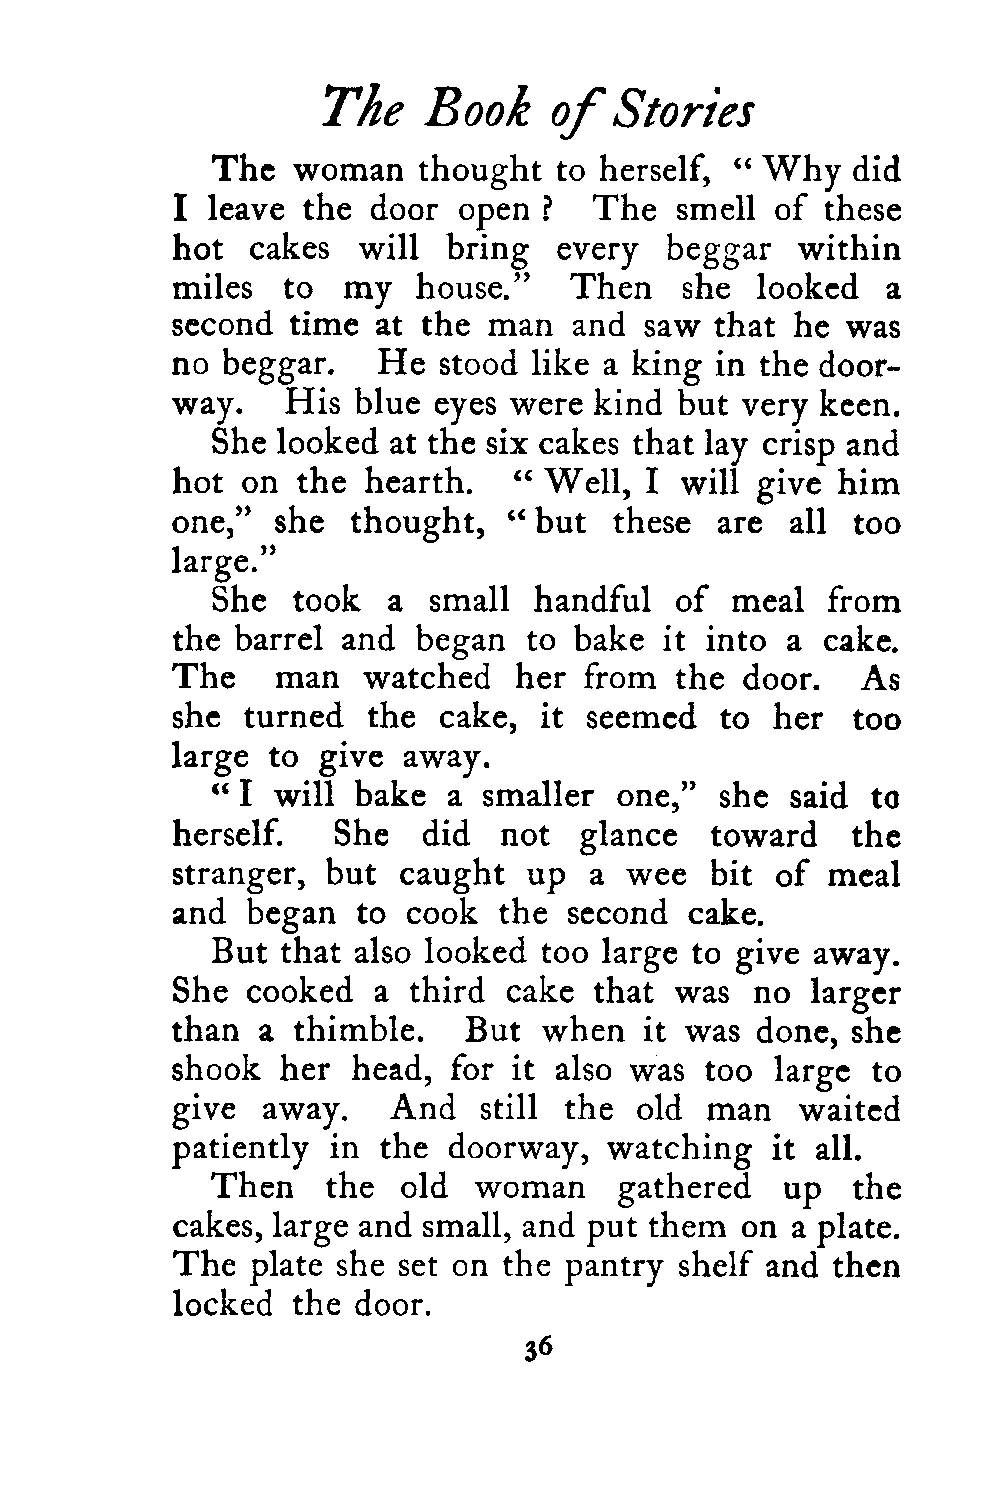 The Book of Stories
The woman thought to herself, “ Why did
I leave the door open ? The smell of these
hot cakes will bring every beggar within
miles to my house.” Then she looked a
second time at the man and saw that he was
no beggar. He stood like a king in the door-
way. His blue eyes were kind but very keen.
She looked at the six cakes that lay crisp and
hot on the hearth. “ Well, I will give him
one,” she thought, “ but these are all too
large.”
She took a small handful of meal from
the barrel and began to bake it into a cake.
The man watched her from the door. As
she turned the cake, it seemed to her too
large to give away.
“ I will bake a smaller one,” she said to
herself. She did not glance toward the
stranger, but caught up a wee bit of meal
and began to cook the second cake.
But that also looked too large to give away.
She cooked a third cake that was no larger
than a thimble. But when it was done, she
shook her head, for it also was too large to
give away. And still the old man waited
patiently in the doorway, watching it all.
Then the old woman gathered up the
cakes, large and small, and put them on a plate.
The plate she set on the pantry shelf and then
locked the door.
36